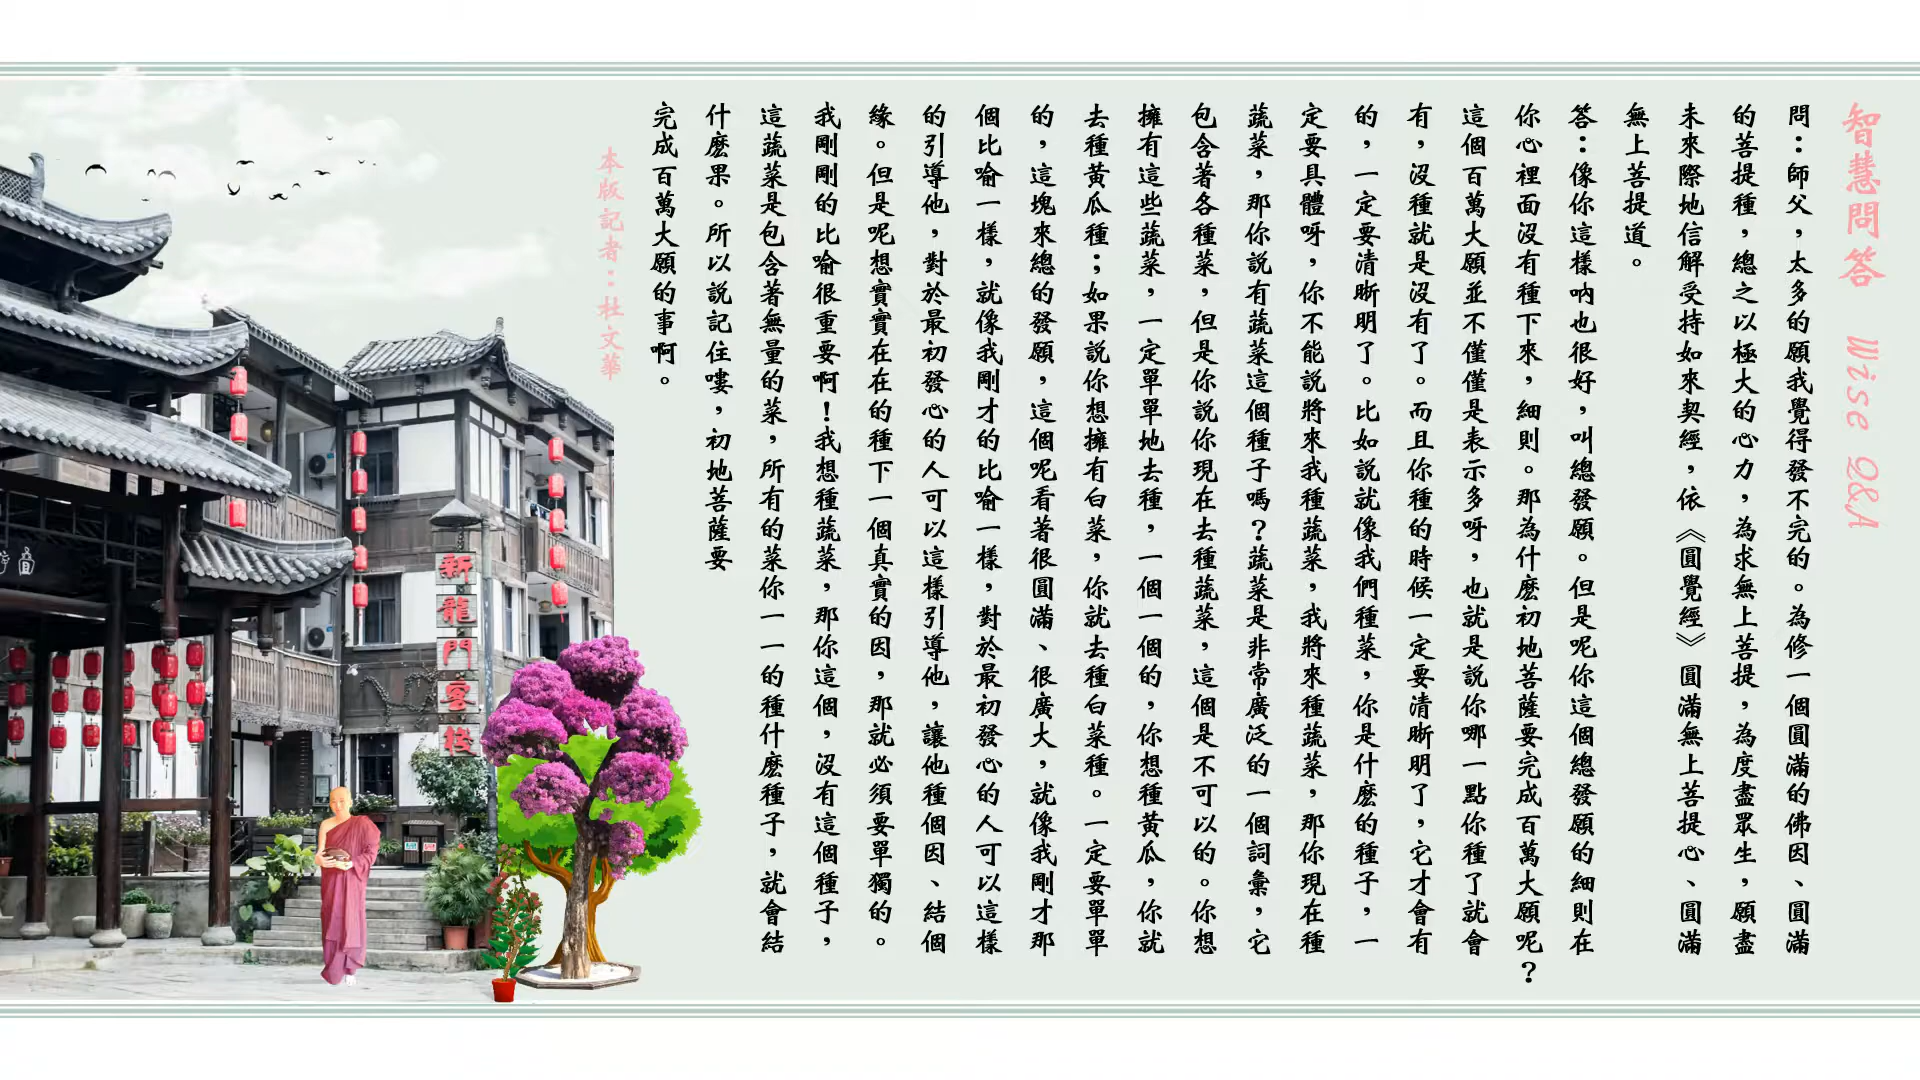 智慧問答 Wise Q&A
問：師父，太多的願我覺得發不完的。為修一個圓滿的佛因、圓滿
的菩提種，總之以極大的心力，為求無上菩提，為度盡眾生，願盡
未來際地信解受持如來契經，依《圓覺經》圓滿無上菩提心、圓滿
無上菩提道。
答：像你這樣吶也很好，叫總發願。但是呢你這個總發願的細則在
你心裡面沒有種下來，細則。那為什麼初地菩薩要完成百萬大願呢？
這個百萬大願並不僅僅是表示多呀，也就是說你哪一點你種了就會
有，沒種就是沒有了。而且你種的時候一定要清晰明了，它才會有
的，一定要清晰明了。比如說就像我們種菜，你是什麼的種子，一
定要具體呀，你不能說將來我種蔬菜，我將來種蔬菜，那你現在種
蔬菜，那你說有蔬菜這個種子嗎？蔬菜是非常廣泛的一個詞彙，它
包含著各種菜，但是你說你現在去種蔬菜，這個是不可以的。你想
擁有這些蔬菜，一定單單地去種，一個一個的，你想種黃瓜，你就
去種黃瓜種；如果說你想擁有白菜，你就去種白菜種。一定要單單
的，這塊來總的發願，這個呢看著很圓滿、很廣大，就像我剛才那
個比喻一樣，就像我剛才的比喻一樣，對於最初發心的人可以這樣
的引導他，對於最初發心的人可以這樣引導他，讓他種個因、結個
緣。但是呢想實實在在的種下一個真實的因，那就必須要單獨的。
我剛剛的比喻很重要啊！我想種蔬菜，那你這個，沒有這個種子，
這蔬菜是包含著無量的菜，所有的菜你一一的種什麼種子，就會結
什麼果。所以說記住嘍，初地菩薩要
完成百萬大願的事啊。
本版記者：杜文華
新龍門客棧